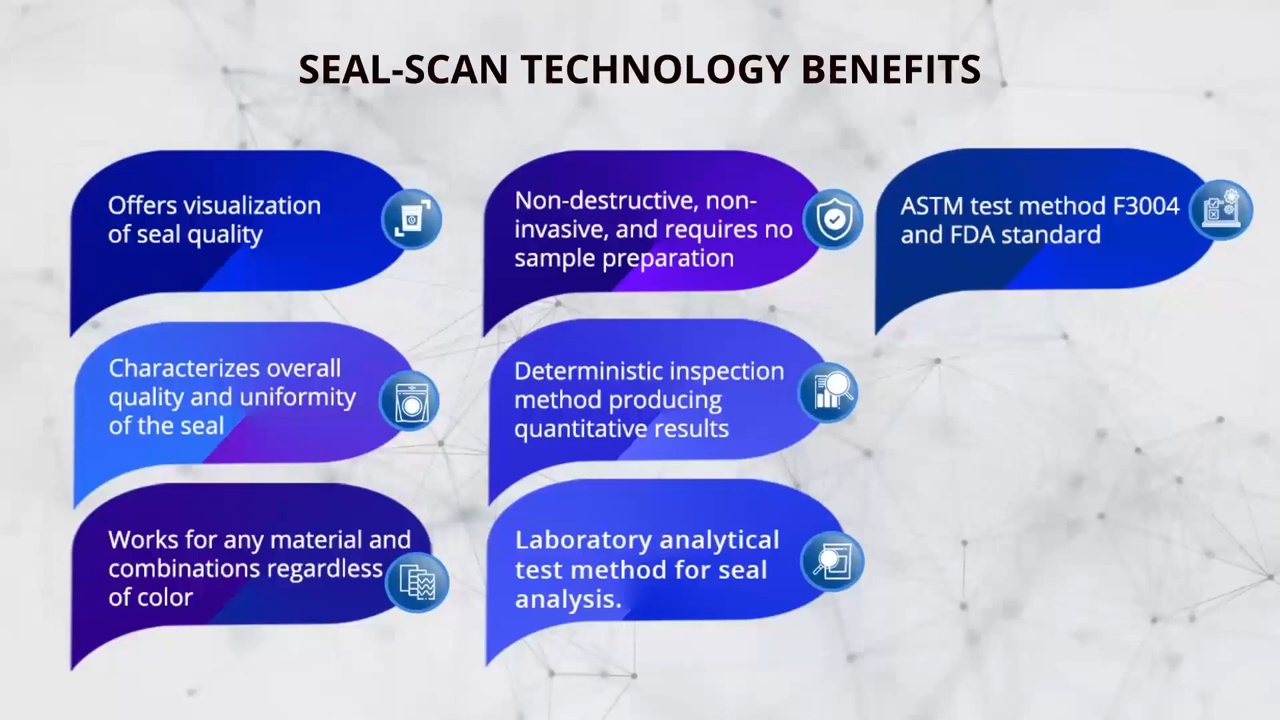 SEAL-SCAN TECHNOLOGY BENEFITS
Offers visualization
of seal quality
Characterizes overall
quality and uniformity
of the seal
Works for any material and
combinations regardless
of color
Non-destructive, non-
invasive, and requires no
sample preparation
Deterministic inspection
method producing
quantitative results
Laboratory analytical
test method for seal
analysis.
ASTM test method F3004
and FDA standard